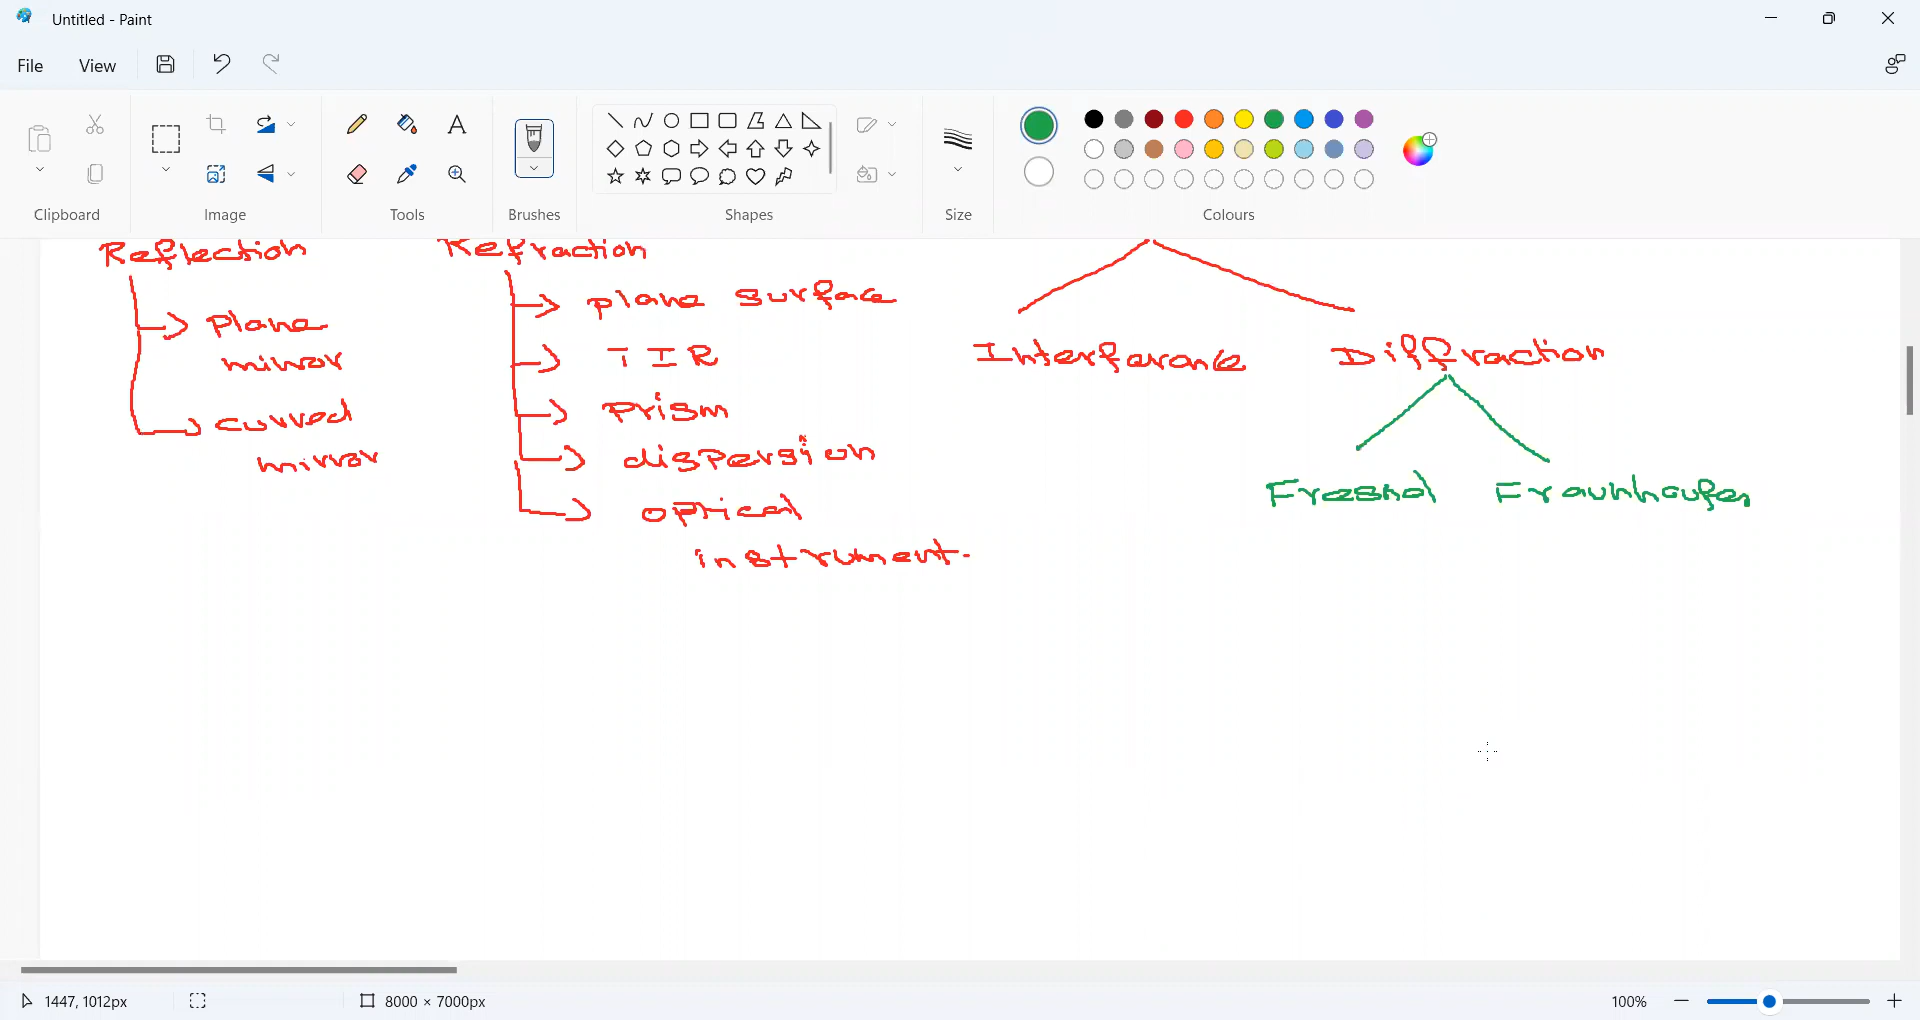 Untitled - Paint
File View
Clipboard Image Tools Brushes Shapes Size Colours
Reflection Refraction
plane surface
Plane
mirror
TIR
Interferance Diffraction
Prism
curved
mirror
dispersion
Fresnel Fraunhaufer
optical
instrument.
1447, 1012px 8000 × 7000px 100%